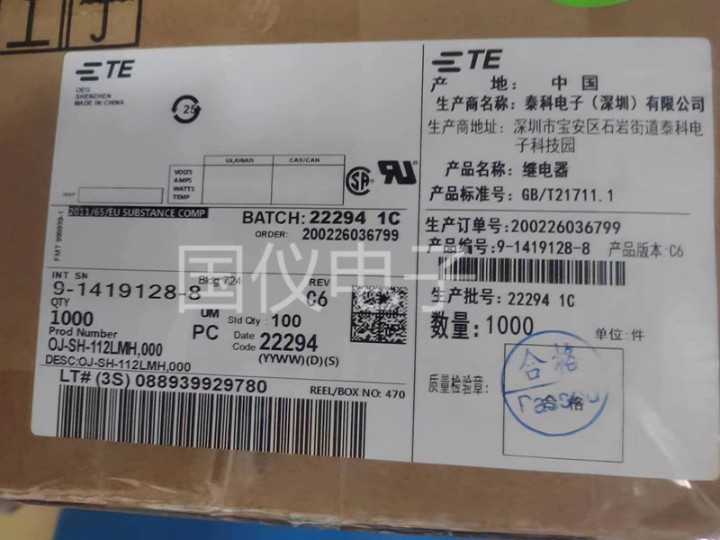 TE
OEG
SHENZHEN
MADE IN CHINA
25
ULA/AUS CAS/CAN
VOLTS
AMPS
WATTS
TEMP
2011/65/EU SUBSTANCE COMP
BATCH: 22294 1C
ORDER: 200226036799
INT SN
9-1419128-8
REV
C6
QTY
1000
UM
PC
Std Qty : 100
Date
Code 22294
(YYWW)(D)(S)
Prod Number
OJ-SH-112LMH,000
DESC:OJ-SH-112LMH,000
LT# (3S) 088939929780
REEL/BOX NO: 470
TE
产 地: 中 国
生产商名称: 泰科电子 (深圳) 有限公司
生产商地址: 深圳市宝安区石岩街道泰科电
子科技园
产品名称: 继电器
产品标准号: GB/T21711.1
生产订单号: 200226036799
产品编号: 9-1419128-8 产品版本: C6
生产批号: 22294 1C
数量: 1000 单位: 件
质量检验章:
合格
合格
国仪电子